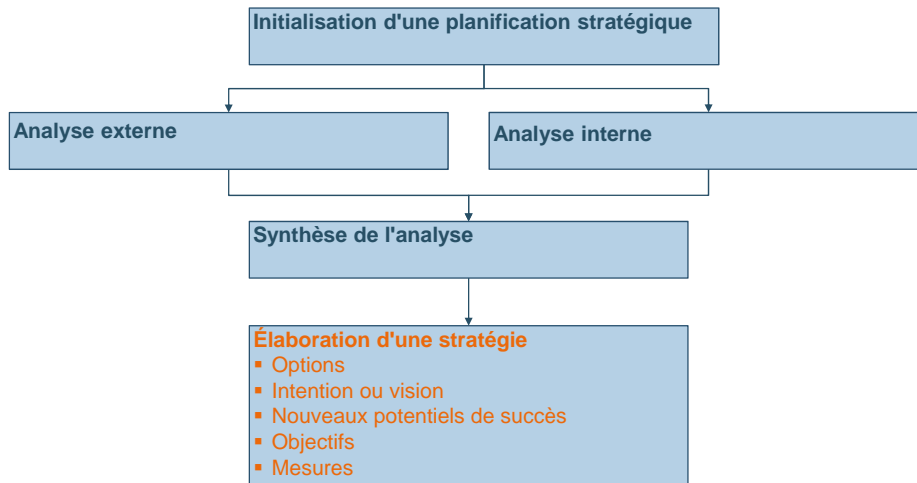 Initialisation d'une planification stratégique
Analyse externe
Analyse interne
Synthèse de l'analyse
Élaboration d'une stratégie
▪ Options
▪ Intention ou vision
▪ Nouveaux potentiels de succès
▪ Objectifs
▪ Mesures